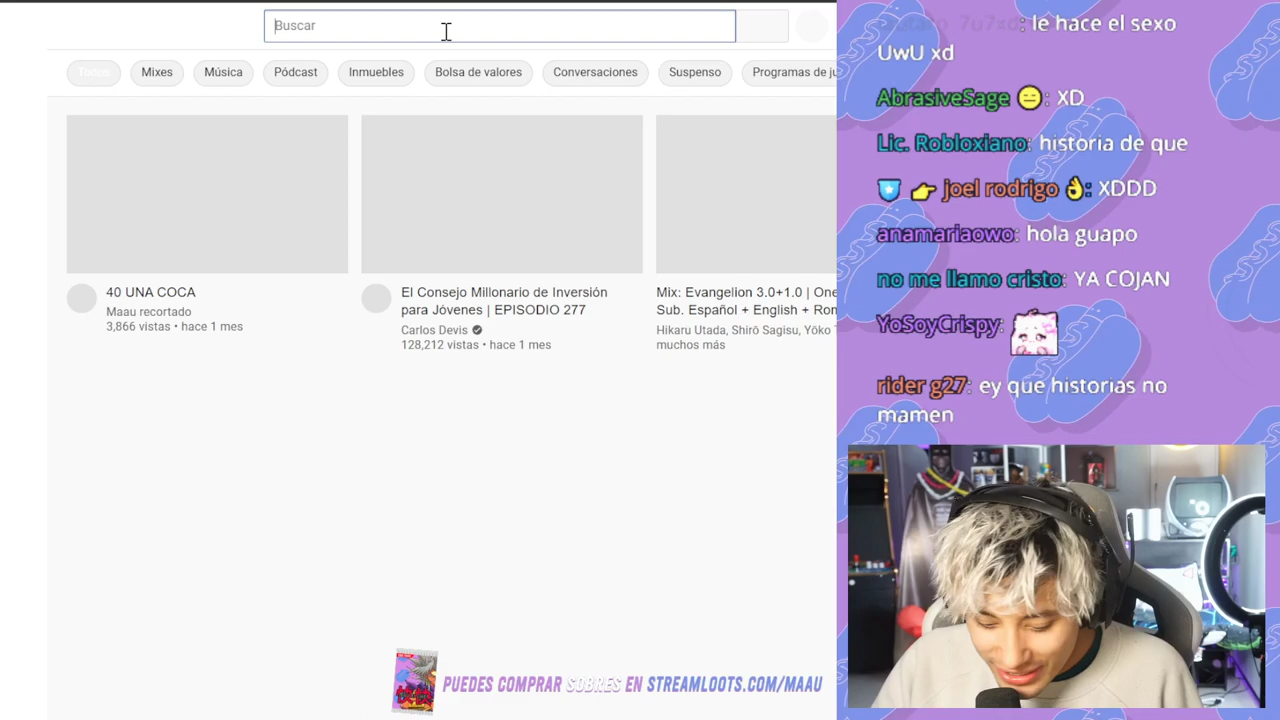 Buscar
Todos
Mixes
Música
Pódcast
Inmuebles
Bolsa de valores
Conversaciones
Suspenso
Programas de ju
40 UNA COCA
Maau recortado
3,866 vistas • hace 1 mes
El Consejo Millonario de Inversión
para Jóvenes | EPISODIO 277
Carlos Devis
128,212 vistas • hace 1 mes
Mix: Evangelion 3.0+1.0 | One
Sub. Español + English + Rom
Hikaru Utada, Shirō Sagisu, Yōko
muchos más
PUEDES COMPRAR SOBRES EN STREAMLOOTS.COM/MAAU
: le hace el sexo
UwU xd
AbrasiveSage : XD
Lic. Robloxiano: historia de que
joel rodrigo : XDDD
anamariaowo: hola guapo
no me llamo cristo: YA COJAN
YoSoyCrispy:
rider g27: ey que historias no
mamen